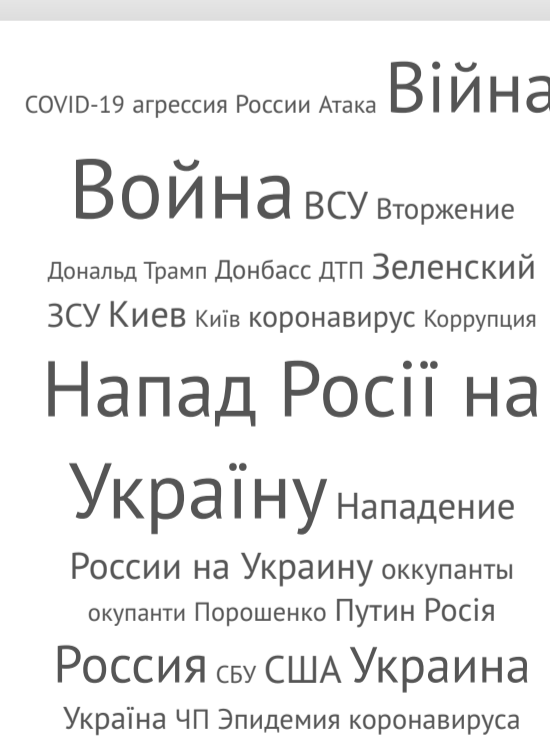 COVID-19 агрессия России Атака Війна
Война ВСУ Вторжение
Дональд Трамп Донбасс ДТП Зеленский
ЗСУ Киев Київ коронавирус Коррупция
Напад Росії на
Україну Нападение
России на Украину оккупанты
окупанти Порошенко Путин Росія
Россия СБУ США Украина
Україна ЧП Эпидемия коронавируса